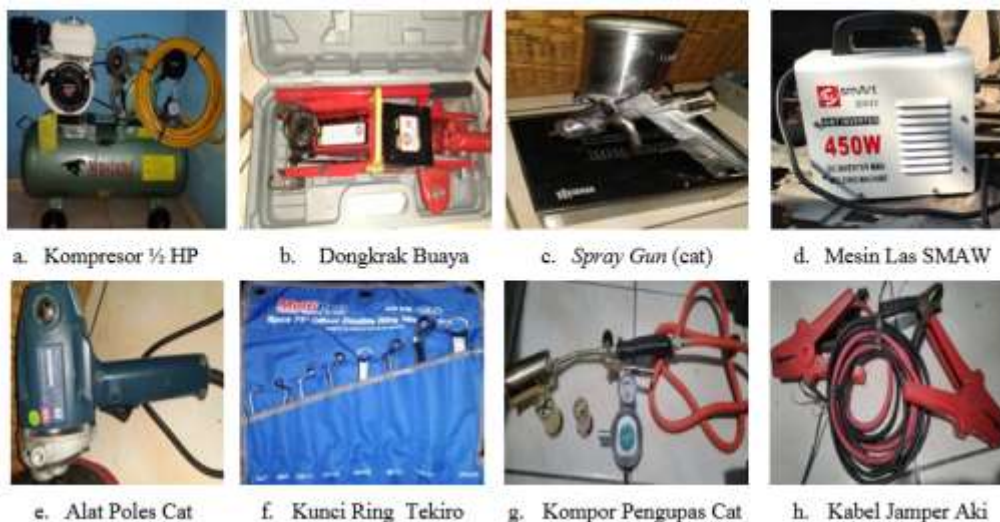 smart
450W
a. Kompresor ½ HP
b. Dongkrak Buaya
c. Spray Gun (cat)
d. Mesin Las SMAW
e. Alat Poles Cat
f. Kunci Ring Tekiro
g. Kompor Pengupas Cat
h. Kabel Jamper Aki